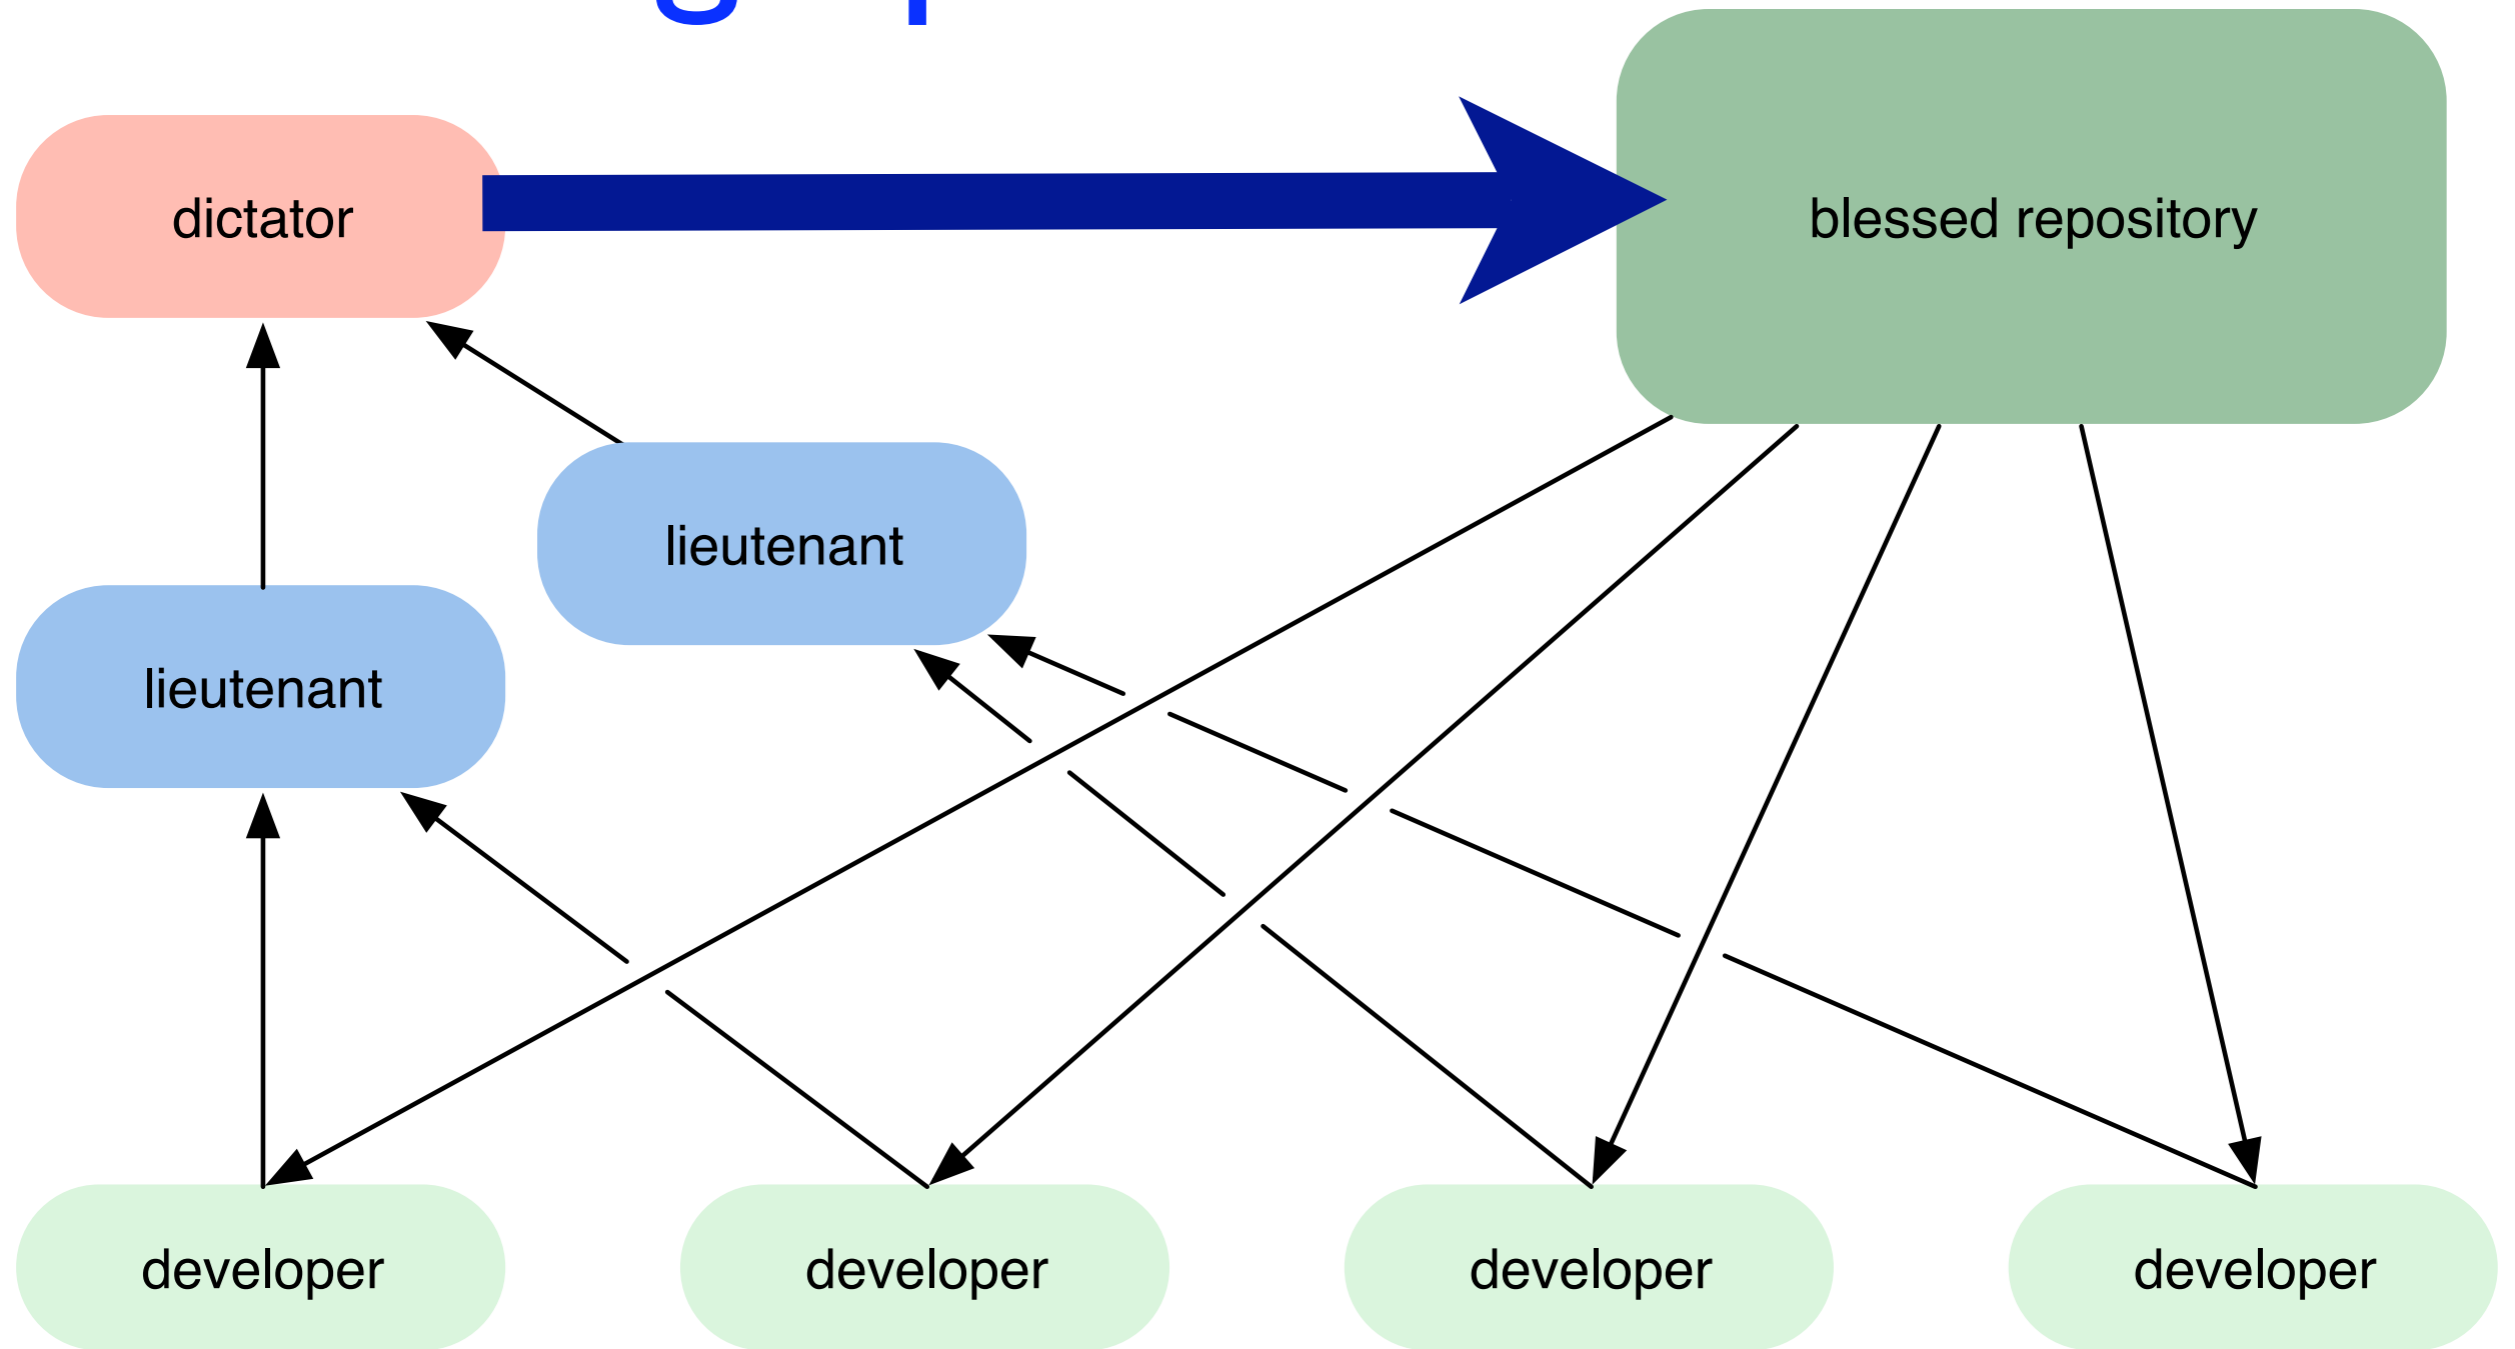 dictator
blessed repository
lieutenant
lieutenant
developer
developer
developer
developer